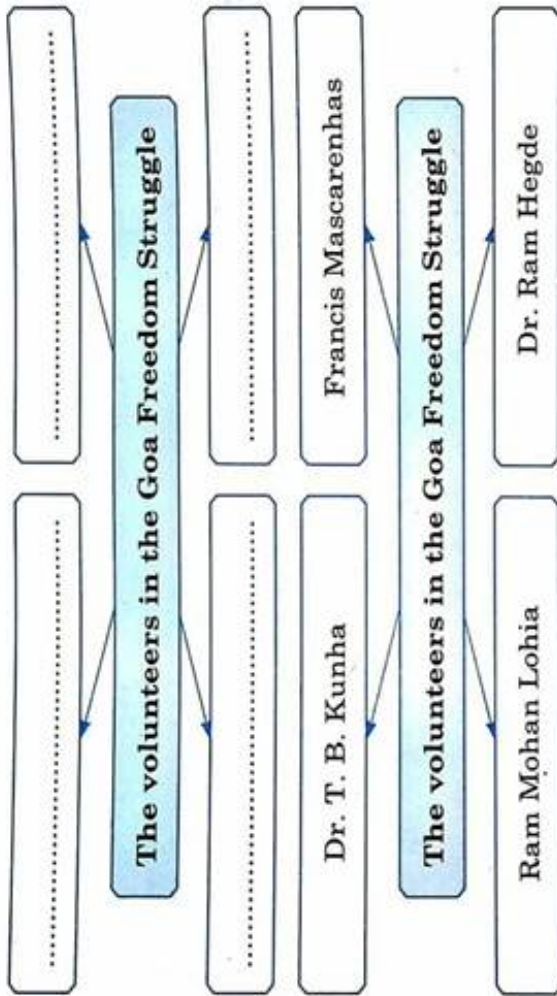 The volunteers in the Goa Freedom Struggle
Dr. T. B. Kunha
Francis Mascarenhas
The volunteers in the Goa Freedom Struggle
Ram Mohan Lohia
Dr. Ram Hegde